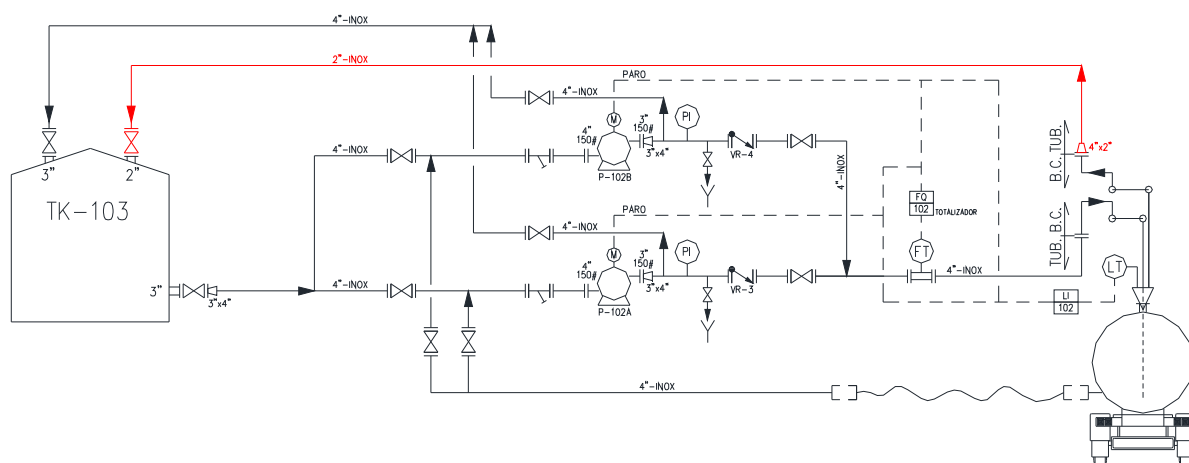 4"-INOX
2"-INOX
PARO
4"-INOX
M
4"
150#
3"
150#
3"x4"
PI
VR-4
P-102B
4"-INOX
3"
2"
TK-103
4"-INOX
B.C. TUB.
4"x2"
FQ
102
TOTALIZADOR
PARO
4"-INOX
M
4"
150#
3"
150#
3"x4"
PI
VR-3
P-102A
FT
4"-INOX
TUB. B.C.
LT
3"
3"x4"
4"-INOX
LI
102
4"-INOX